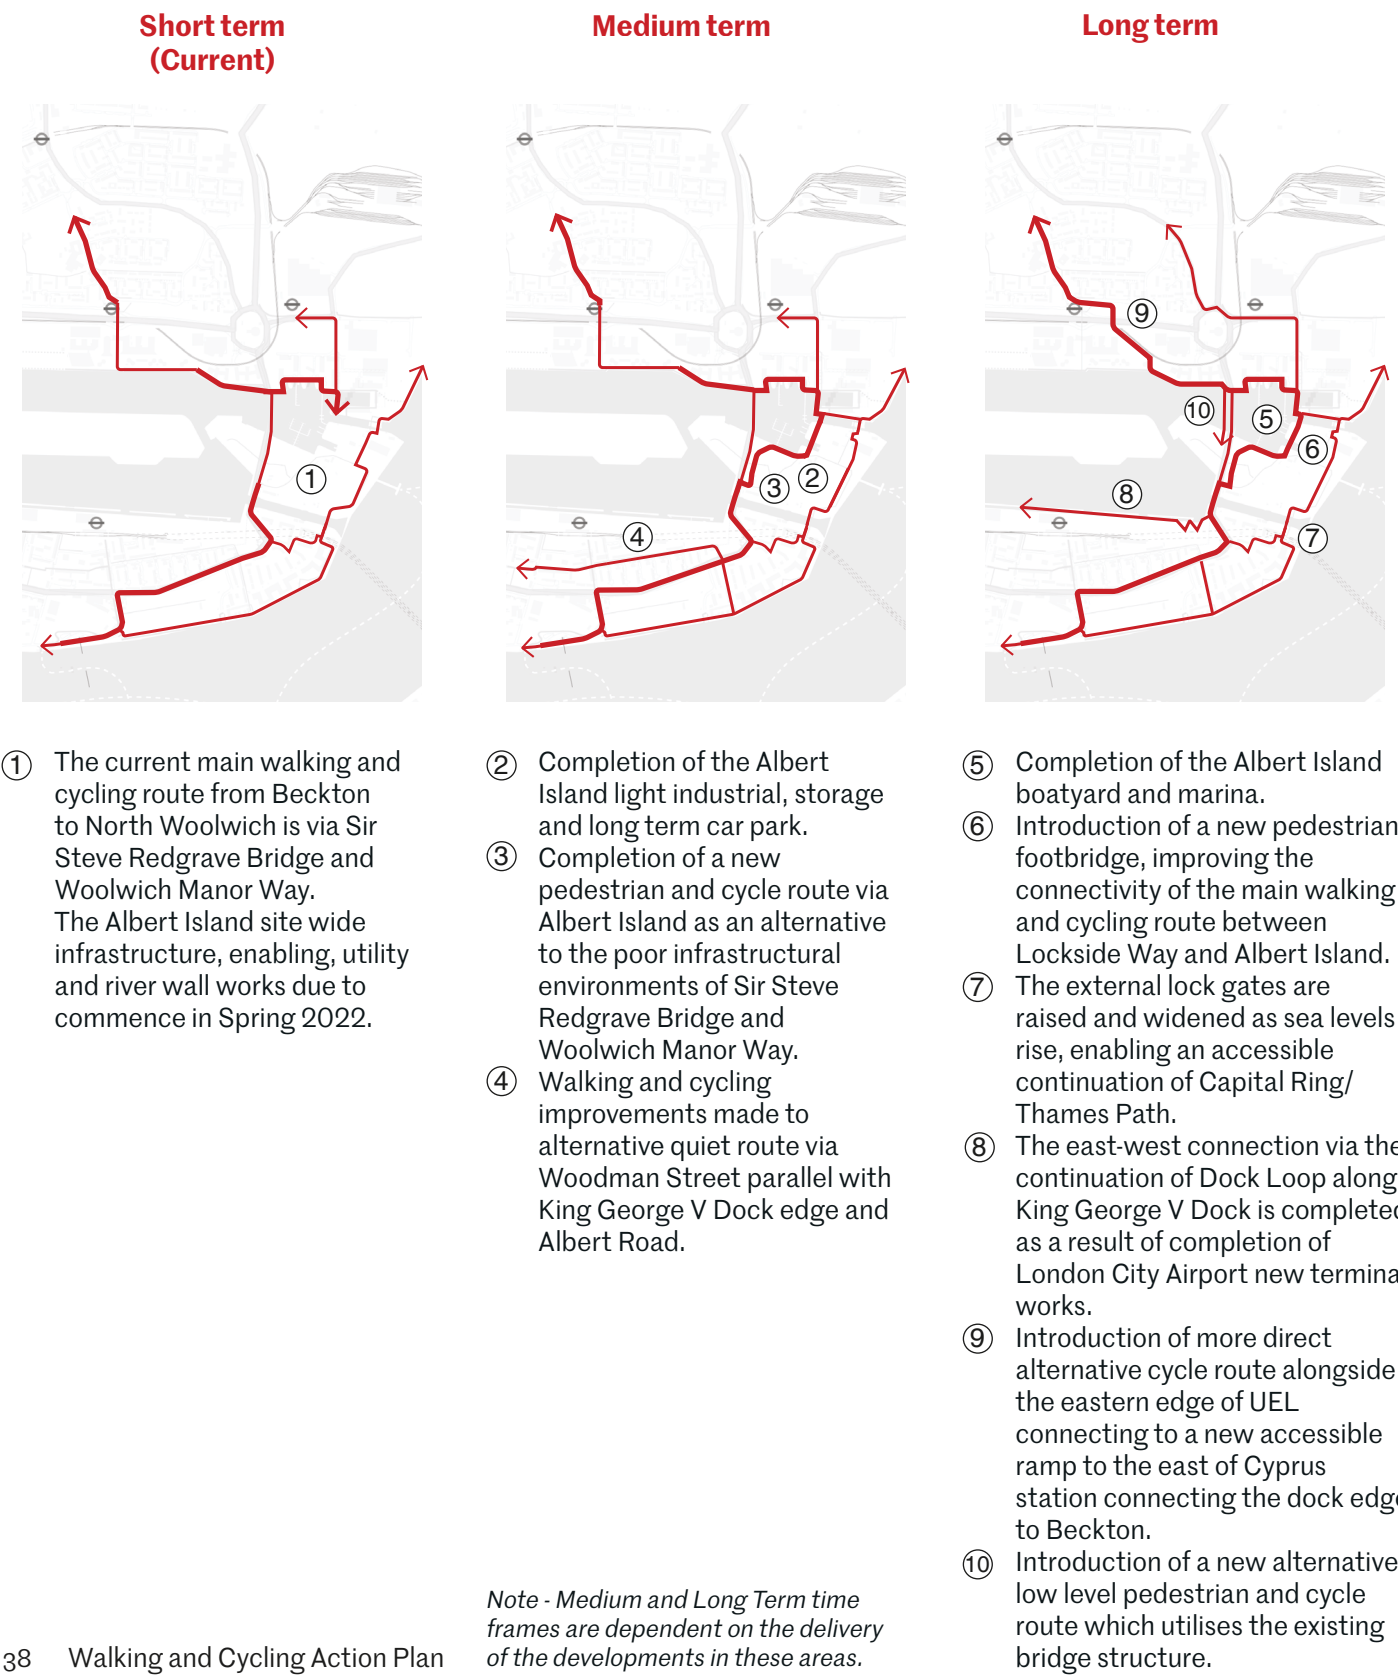 Short term
(Current)
Medium term
Long term
1
2
3
4
5
6
7
8
9
10
① The current main walking and
cycling route from Beckton
to North Woolwich is via Sir
Steve Redgrave Bridge and
Woolwich Manor Way.
The Albert Island site wide
infrastructure, enabling, utility
and river wall works due to
commence in Spring 2022.
② Completion of the Albert
Island light industrial, storage
and long term car park.
③ Completion of a new
pedestrian and cycle route via
Albert Island as an alternative
to the poor infrastructural
environments of Sir Steve
Redgrave Bridge and
Woolwich Manor Way.
④ Walking and cycling
improvements made to
alternative quiet route via
Woodman Street parallel with
King George V Dock edge and
Albert Road.
Note - Medium and Long Term time
frames are dependent on the delivery
of the developments in these areas.
⑤ Completion of the Albert Island
boatyard and marina.
⑥ Introduction of a new pedestrian
footbridge, improving the
connectivity of the main walking
and cycling route between
Lockside Way and Albert Island.
⑦ The external lock gates are
raised and widened as sea levels
rise, enabling an accessible
continuation of Capital Ring/
Thames Path.
⑧ The east-west connection via the
continuation of Dock Loop along
King George V Dock is completed
as a result of completion of
London City Airport new termina
works.
⑨ Introduction of more direct
alternative cycle route alongside
the eastern edge of UEL
connecting to a new accessible
ramp to the east of Cyprus
station connecting the dock edge
to Beckton.
⑩ Introduction of a new alternative
low level pedestrian and cycle
route which utilises the existing
bridge structure.
38 Walking and Cycling Action Plan